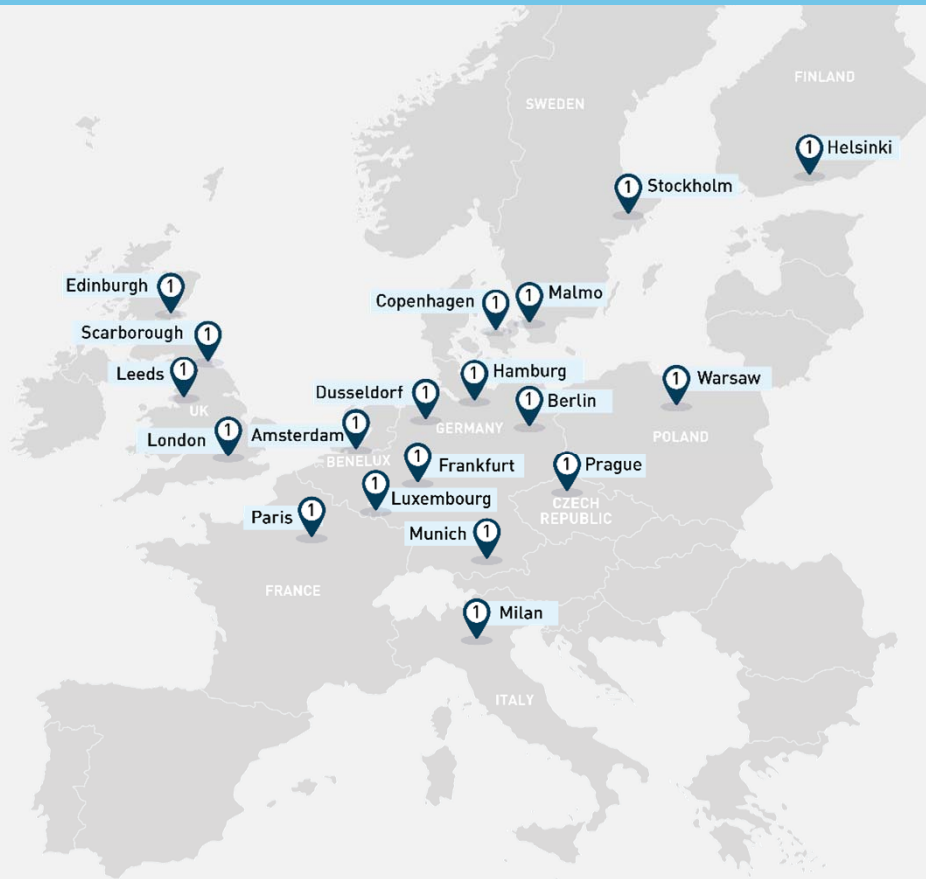 FINLAND
SWEDEN
1 Helsinki
1 Stockholm
Edinburgh 1
Copenhagen 1
1 Malmo
Scarborough 1
Leeds 1
1 Hamburg
1 Warsaw
Dusseldorf 1
1 Berlin
UK
London 1
Amsterdam 1
GERMANY
POLAND
BENELUX
1 Frankfurt
1 Prague
1 Luxembourg
CZECH
REPUBLIC
Paris 1
Munich 1
FRANCE
1 Milan
ITALY